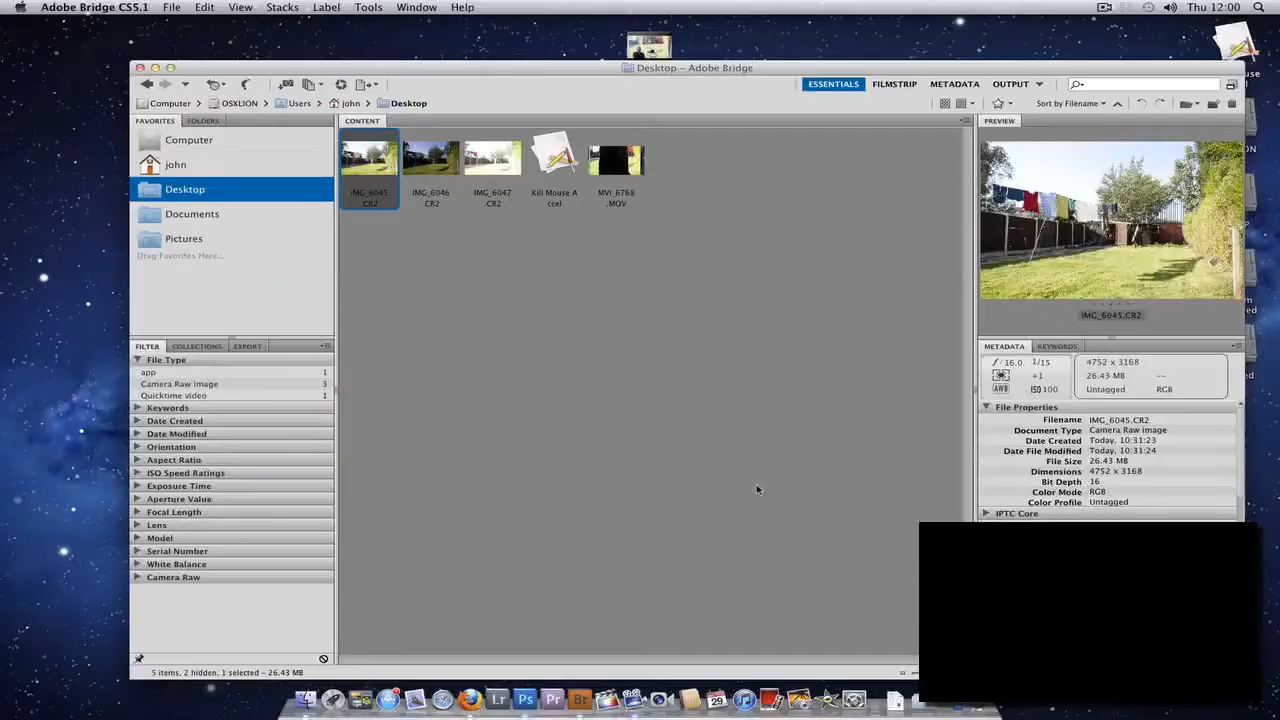 Adobe Bridge CS5.1 File Edit View Stacks Label Tools Window Help Thu 12:00
Desktop – Adobe Bridge
ESSENTIALS FILMSTRIP METADATA OUTPUT
Computer > OSXLION > Users > john > Desktop
Sort by Filename
FAVORITES FOLDERS
Computer
john
Desktop
Documents
Pictures
Drag Favorites Here...
FILTER COLLECTIONS EXPORT
File Type
app 1
Camera Raw image 3
Quicktime video 1
Keywords
Date Created
Date Modified
Orientation
Aspect Ratio
ISO Speed Ratings
Exposure Time
Aperture Value
Focal Length
Lens
Model
Serial Number
White Balance
Camera Raw
5 items, 2 hidden, 1 selected – 26.43 MB
CONTENT
IMG_6045
.CR2
IMG_6046
.CR2
IMG_6047
.CR2
Kill Mouse A
ccel
MVI_6768
.MOV
PREVIEW
IMG_6045.CR2
METADATA KEYWORDS
f/16.0 1/15
+1
AWB ISO100
4752 x 3168
26.43 MB --
Untagged RGB
File Properties
Filename IMG_6045.CR2
Document Type Camera Raw image
Date Created Today, 10:31:23
Date File Modified Today, 10:31:24
File Size 26.43 MB
Dimensions 4752 x 3168
Bit Depth 16
Color Mode RGB
Color Profile Untagged
IPTC Core
Lr Ps Pr Br
29